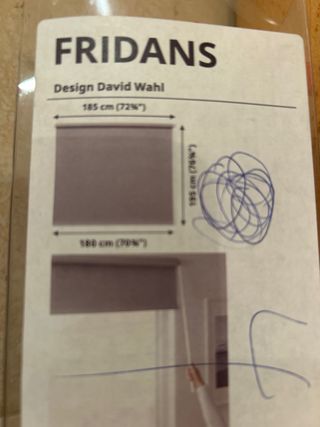 FRIDANS
Design David Wahl
185 cm (72¾")
195 cm (76¾")
180 cm (70¾")